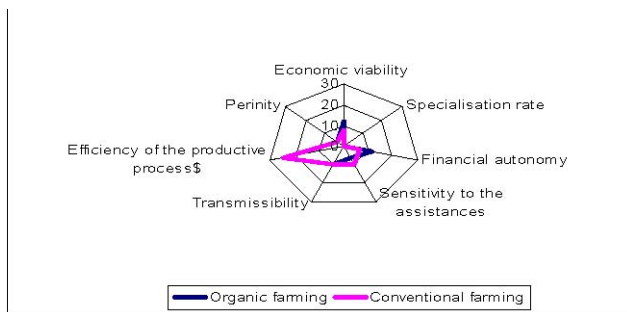 Economic viability
30
20
10
0
Perinity
Specialisation rate
Efficiency of the productive
process$
Financial autonomy
Transmissibility
Sensitivity to the
assistances
Organic farming
Conventional farming